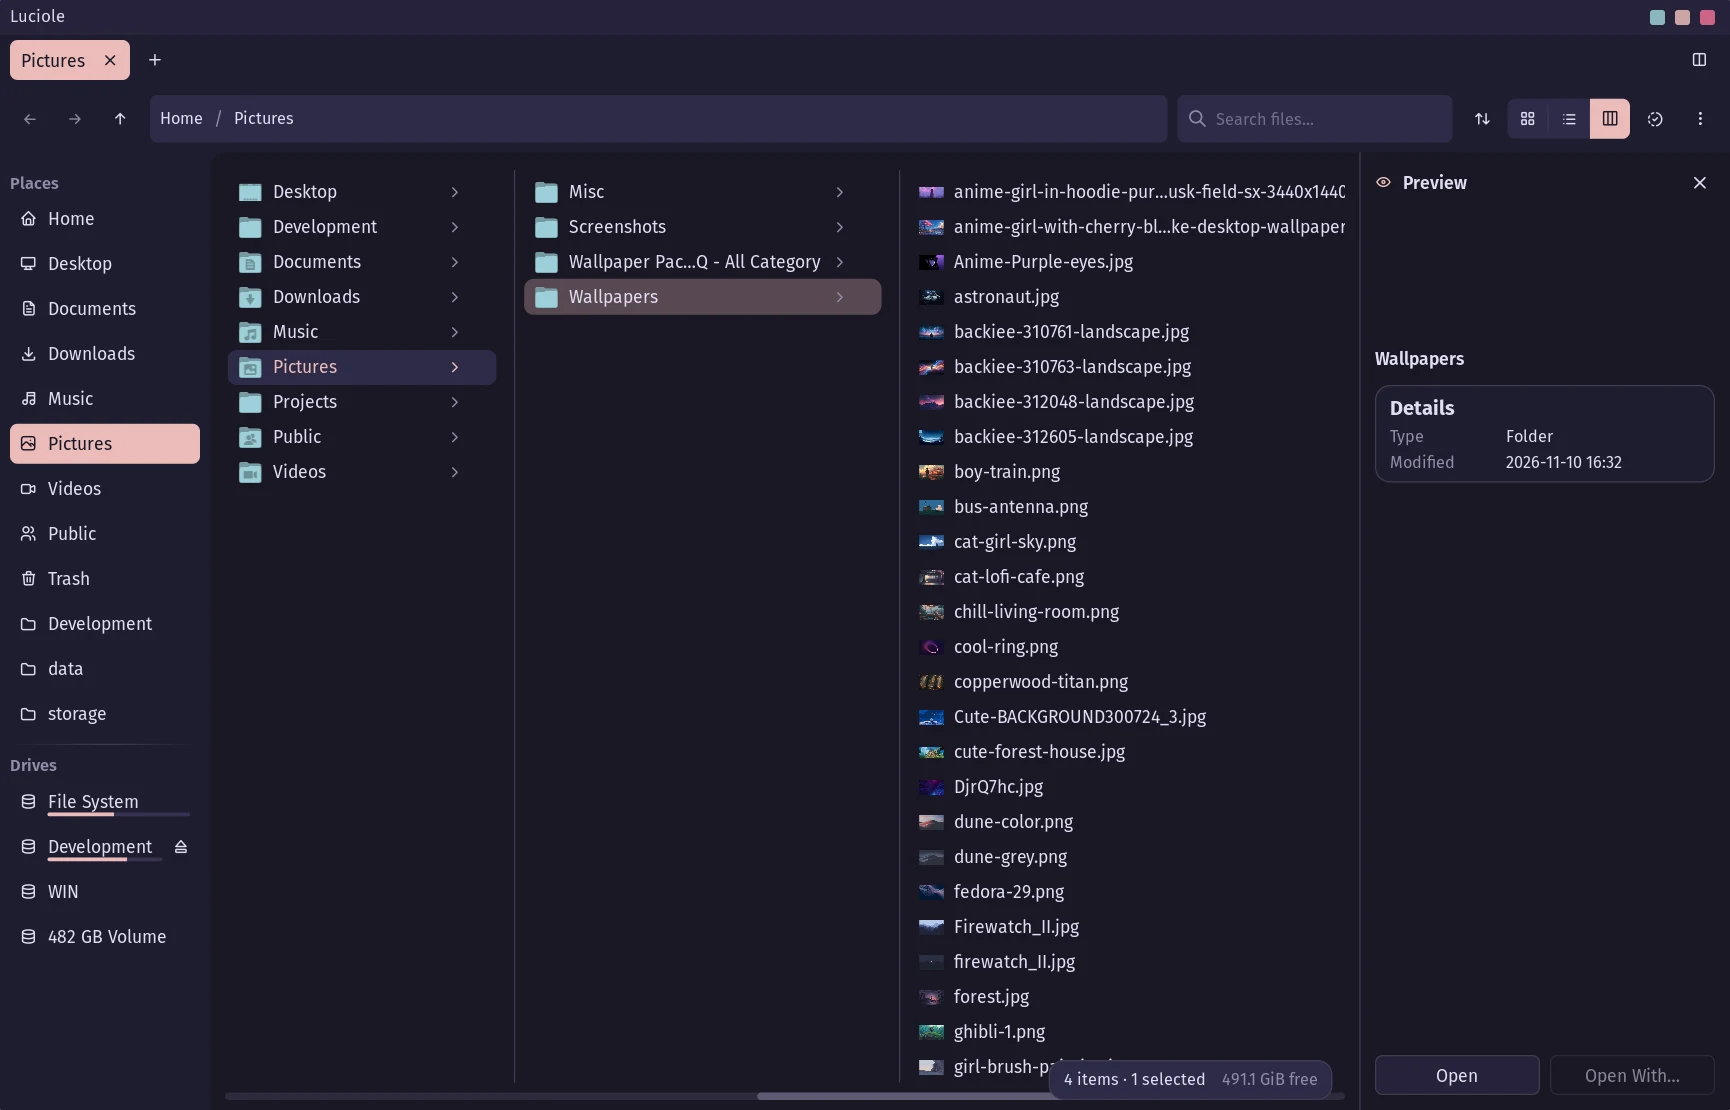 Luciole
Pictures
Home / Pictures
Search files...
Places
Home
Desktop
Documents
Downloads
Music
Pictures
Videos
Public
Trash
Development
data
storage
Drives
File System
Development
WIN
482 GB Volume
Desktop
Development
Documents
Downloads
Music
Pictures
Projects
Public
Videos
Misc
Screenshots
Wallpaper Pac...Q - All Category
Wallpapers
anime-girl-in-hoodie-pur...usk-field-sx-3440x1440
anime-girl-with-cherry-bl...ke-desktop-wallpaper
Anime-Purple-eyes.jpg
astronaut.jpg
backiee-310761-landscape.jpg
backiee-310763-landscape.jpg
backiee-312048-landscape.jpg
backiee-312605-landscape.jpg
boy-train.png
bus-antenna.png
cat-girl-sky.png
cat-lofi-cafe.png
chill-living-room.png
cool-ring.png
copperwood-titan.png
Cute-BACKGROUND300724_3.jpg
cute-forest-house.jpg
DjrQ7hc.jpg
dune-color.png
dune-grey.png
fedora-29.png
Firewatch_II.jpg
firewatch_II.jpg
forest.jpg
ghibli-1.png
girl-brush-p
4 items · 1 selected 491.1 GiB free
Preview
Wallpapers
Details
Type Folder
Modified 2026-11-10 16:32
Open
Open With...